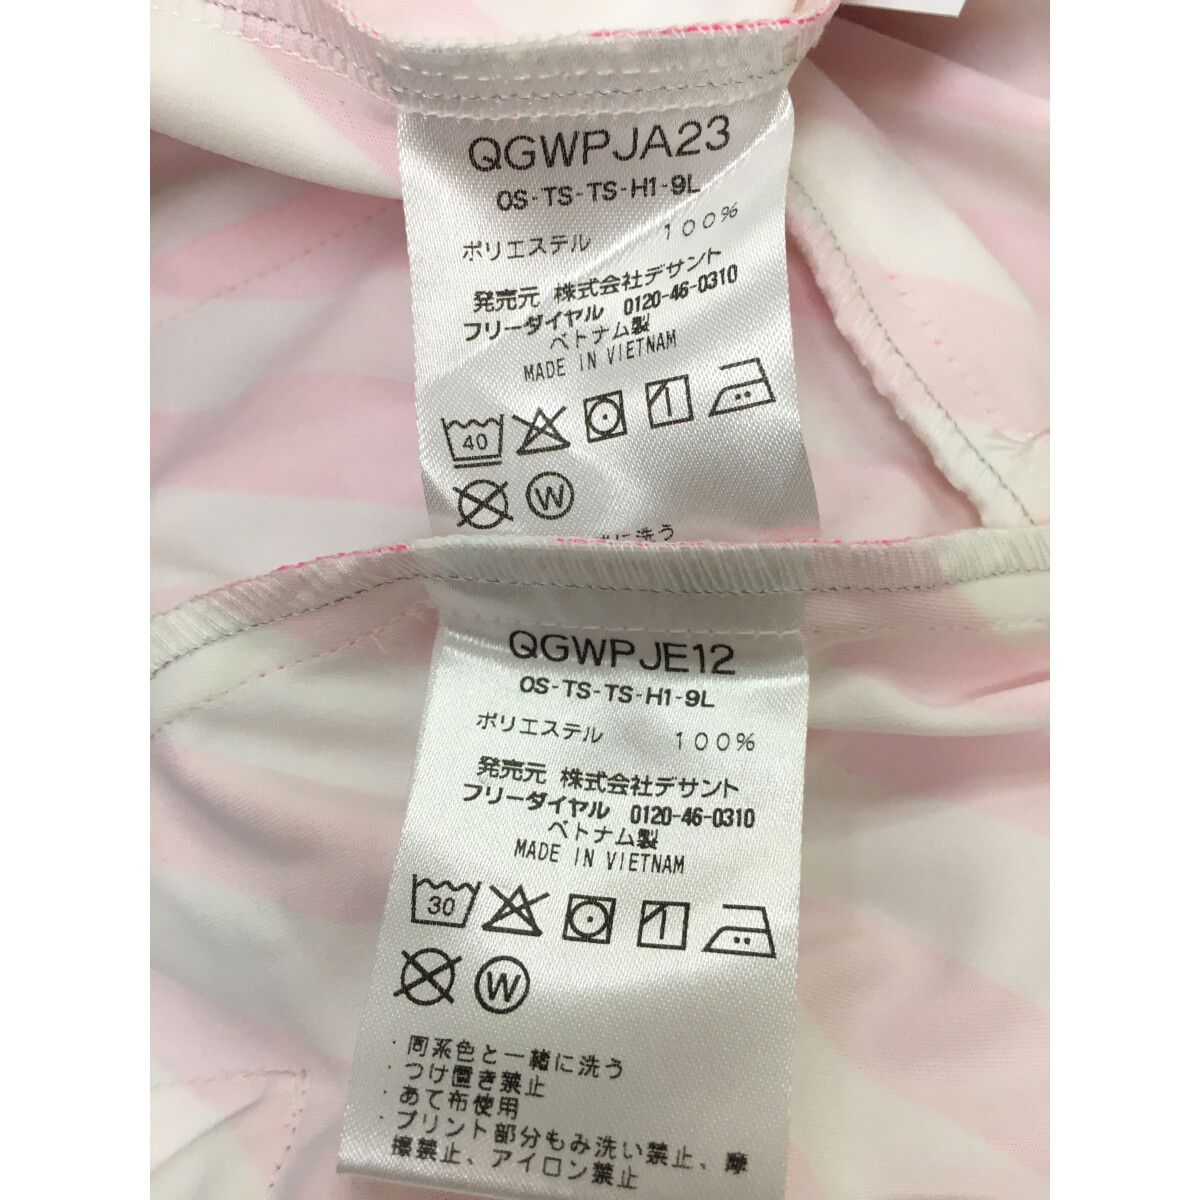 QGWPJA23
OS-TS-TS-H1-9L
ポリエステル 100%
発売元 株式会社デサント
フリーダイヤル 0120-46-0310
ベトナム製
MADE IN VIETNAM
40
W
に洗う
QGWPJE12
OS-TS-TS-H1-9L
ポリエステル 100%
発売元 株式会社デサント
フリーダイヤル 0120-46-0310
ベトナム製
MADE IN VIETNAM
30
W
・同系色と一緒に洗う
・つけ置き禁止
・あて布使用
・プリント部分もみ洗い禁止、摩
擦禁止、アイロン禁止